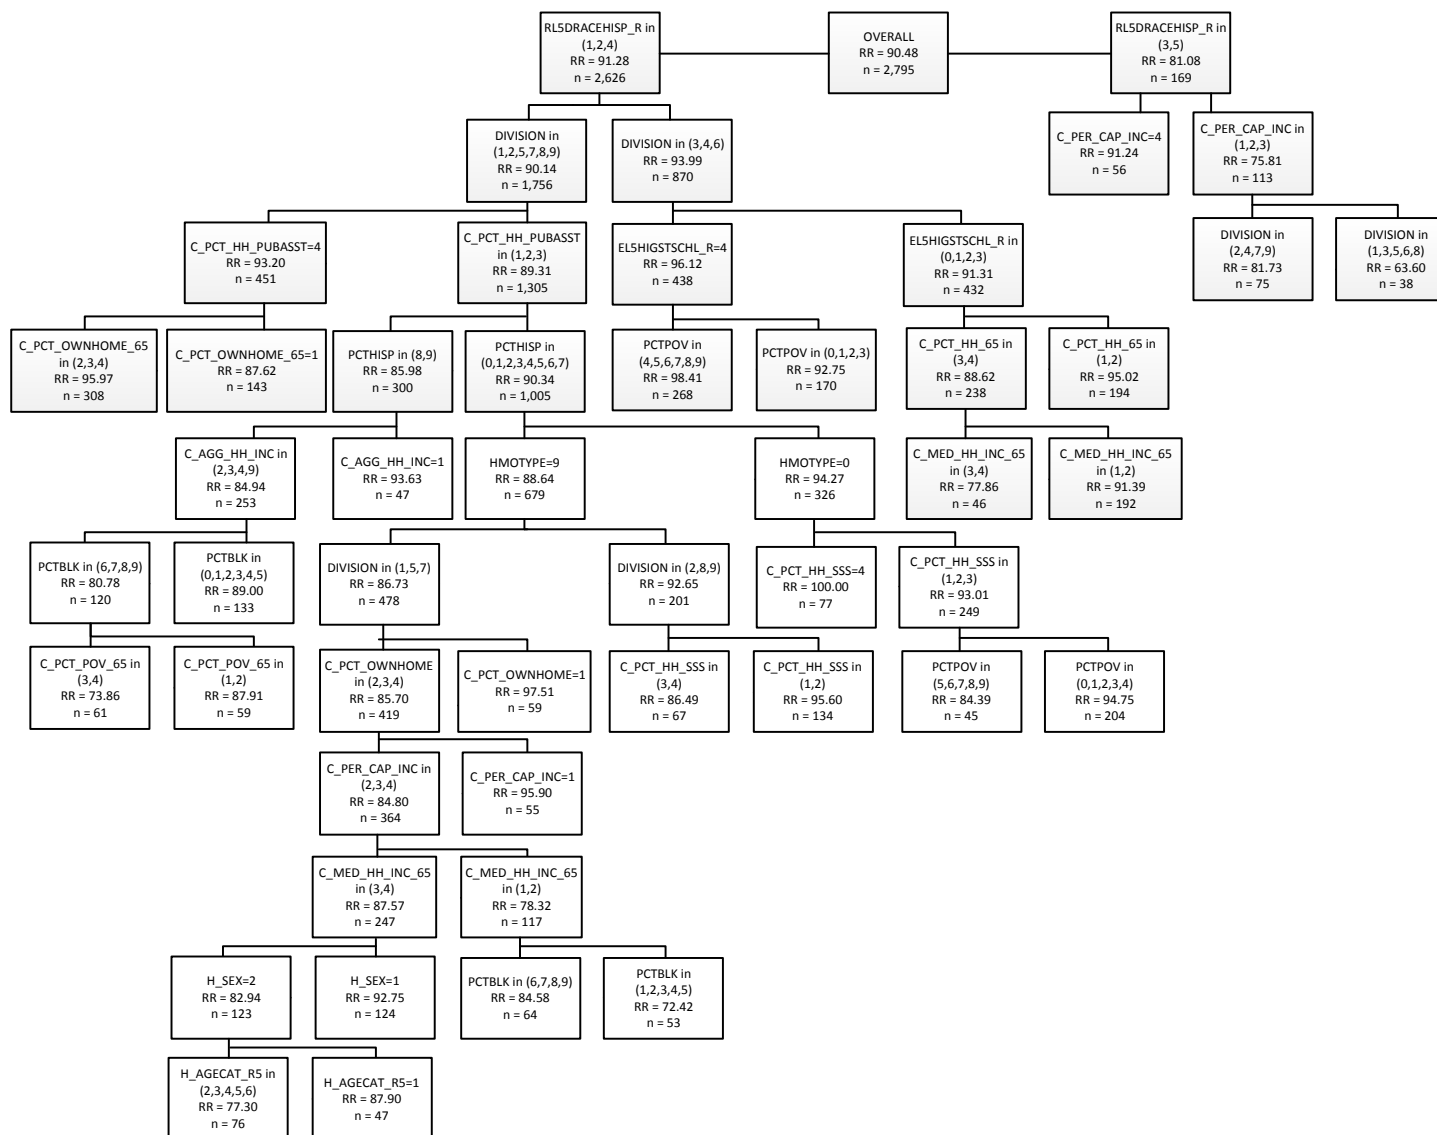 RL5DRACEHISP_R in
(1,2,4)
RR = 91.28
n = 2,626
OVERALL
RR = 90.48
n = 2,795
RL5DRACEHISP_R in
(3,5)
RR = 81.08
n = 169
DIVISION in
(1,2,5,7,8,9)
RR = 90.14
n = 1,756
DIVISION in (3,4,6)
RR = 93.99
n = 870
C_PER_CAP_INC=4
RR = 91.24
n = 56
C_PER_CAP_INC in
(1,2,3)
RR = 75.81
n = 113
C_PCT_HH_PUBASST=4
RR = 93.20
n = 451
C_PCT_HH_PUBASST
in (1,2,3)
RR = 89.31
n = 1,305
EL5HIGSTSCHL_R=4
RR = 96.12
n = 438
EL5HIGSTSCHL_R in
(0,1,2,3)
RR = 91.31
n = 432
DIVISION in
(2,4,7,9)
RR = 81.73
n = 75
DIVISION in
(1,3,5,6,8)
RR = 63.60
n = 38
C_PCT_OWNHOME_65
in (2,3,4)
RR = 95.97
n = 308
C_PCT_OWNHOME_65=1
RR = 87.62
n = 143
PCTHISP in (8,9)
RR = 85.98
n = 300
PCTHISP in
(0,1,2,3,4,5,6,7)
RR = 90.34
n = 1,005
PCTPOV in
(4,5,6,7,8,9)
RR = 98.41
n = 268
PCTPOV in (0,1,2,3)
RR = 92.75
n = 170
C_PCT_HH_65 in
(3,4)
RR = 88.62
n = 238
C_PCT_HH_65 in
(1,2)
RR = 95.02
n = 194
C_AGG_HH_INC in
(2,3,4,9)
RR = 84.94
n = 253
C_AGG_HH_INC=1
RR = 93.63
n = 47
HMOTYPE=9
RR = 88.64
n = 679
HMOTYPE=0
RR = 94.27
n = 326
C_MED_HH_INC_65
in (3,4)
RR = 77.86
n = 46
C_MED_HH_INC_65
in (1,2)
RR = 91.39
n = 192
PCTBLK in (6,7,8,9)
RR = 80.78
n = 120
PCTBLK in
(0,1,2,3,4,5)
RR = 89.00
n = 133
DIVISION in (1,5,7)
RR = 86.73
n = 478
DIVISION in (2,8,9)
RR = 92.65
n = 201
C_PCT_HH_SSS=4
RR = 100.00
n = 77
C_PCT_HH_SSS in
(1,2,3)
RR = 93.01
n = 249
C_PCT_POV_65 in
(3,4)
RR = 73.86
n = 61
C_PCT_POV_65 in
(1,2)
RR = 87.91
n = 59
C_PCT_OWNHOME
in (2,3,4)
RR = 85.70
n = 419
C_PCT_OWNHOME=1
RR = 97.51
n = 59
C_PCT_HH_SSS in
(3,4)
RR = 86.49
n = 67
C_PCT_HH_SSS in
(1,2)
RR = 95.60
n = 134
PCTPOV in
(5,6,7,8,9)
RR = 84.39
n = 45
PCTPOV in
(0,1,2,3,4)
RR = 94.75
n = 204
C_PER_CAP_INC in
(2,3,4)
RR = 84.80
n = 364
C_PER_CAP_INC=1
RR = 95.90
n = 55
C_MED_HH_INC_65
in (3,4)
RR = 87.57
n = 247
C_MED_HH_INC_65
in (1,2)
RR = 78.32
n = 117
H_SEX=2
RR = 82.94
n = 123
H_SEX=1
RR = 92.75
n = 124
PCTBLK in (6,7,8,9)
RR = 84.58
n = 64
PCTBLK in
(1,2,3,4,5)
RR = 72.42
n = 53
H_AGECAT_R5 in
(2,3,4,5,6)
RR = 77.30
n = 76
H_AGECAT_R5=1
RR = 87.90
n = 47